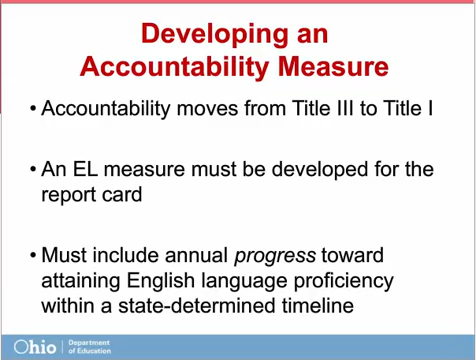 Developing an
Accountability Measure
• Accountability moves from Title III to Title I
• An EL measure must be developed for the
report card
• Must include annual progress toward
attaining English language proficiency
within a state-determined timeline
Ohio
Department
of Education